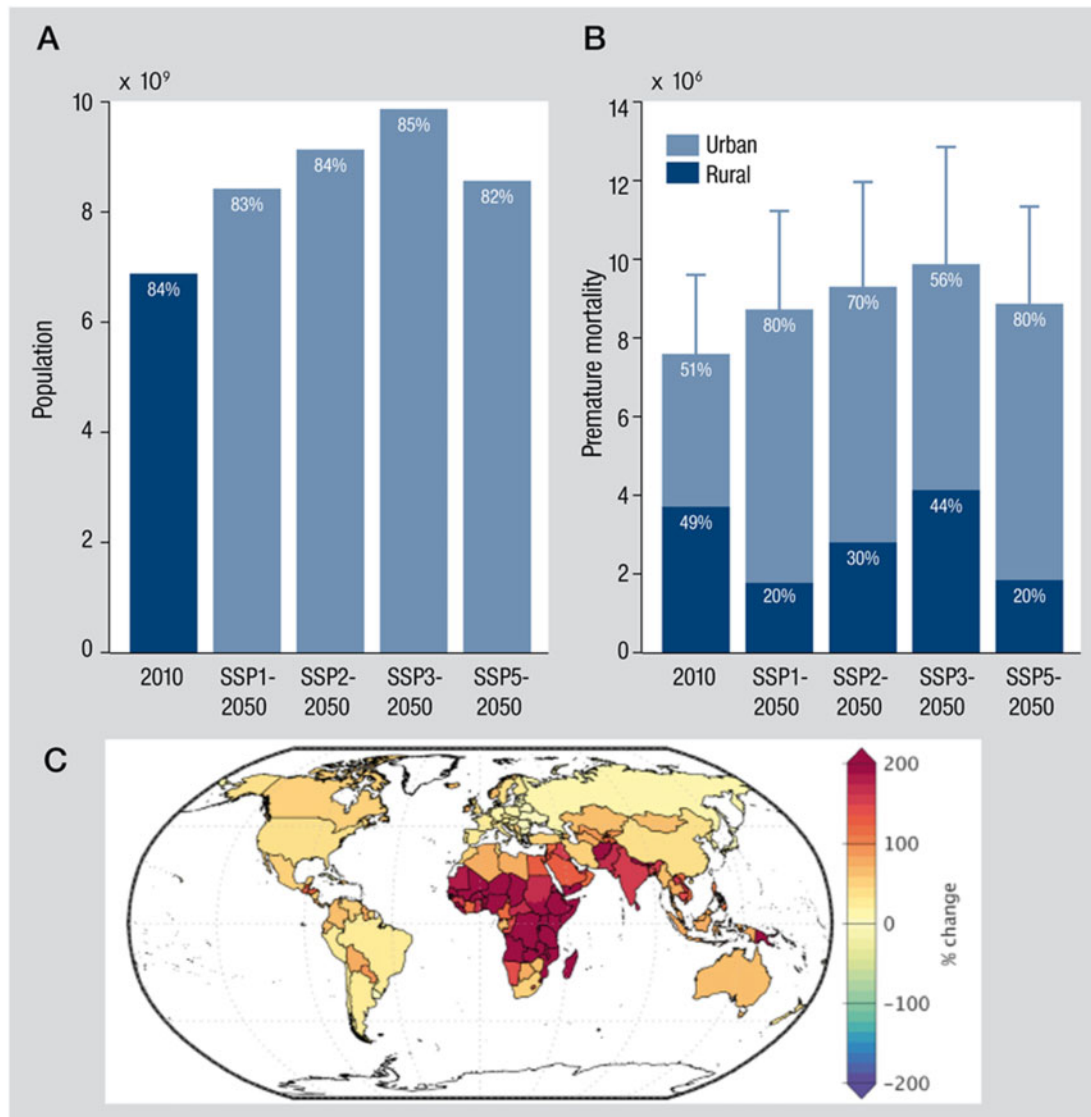 A
x 10⁹
Population
10
8
6
4
2
0
84%
83%
84%
85%
82%
2010
SSP1-
2050
SSP2-
2050
SSP3-
2050
SSP5-
2050
B
x 10⁶
Premature mortality
14
12
10
8
6
4
2
0
Urban
Rural
51%
49%
80%
20%
70%
30%
56%
44%
80%
20%
2010
SSP1-
2050
SSP2-
2050
SSP3-
2050
SSP5-
2050
C
200
100
0
-100
-200
% change